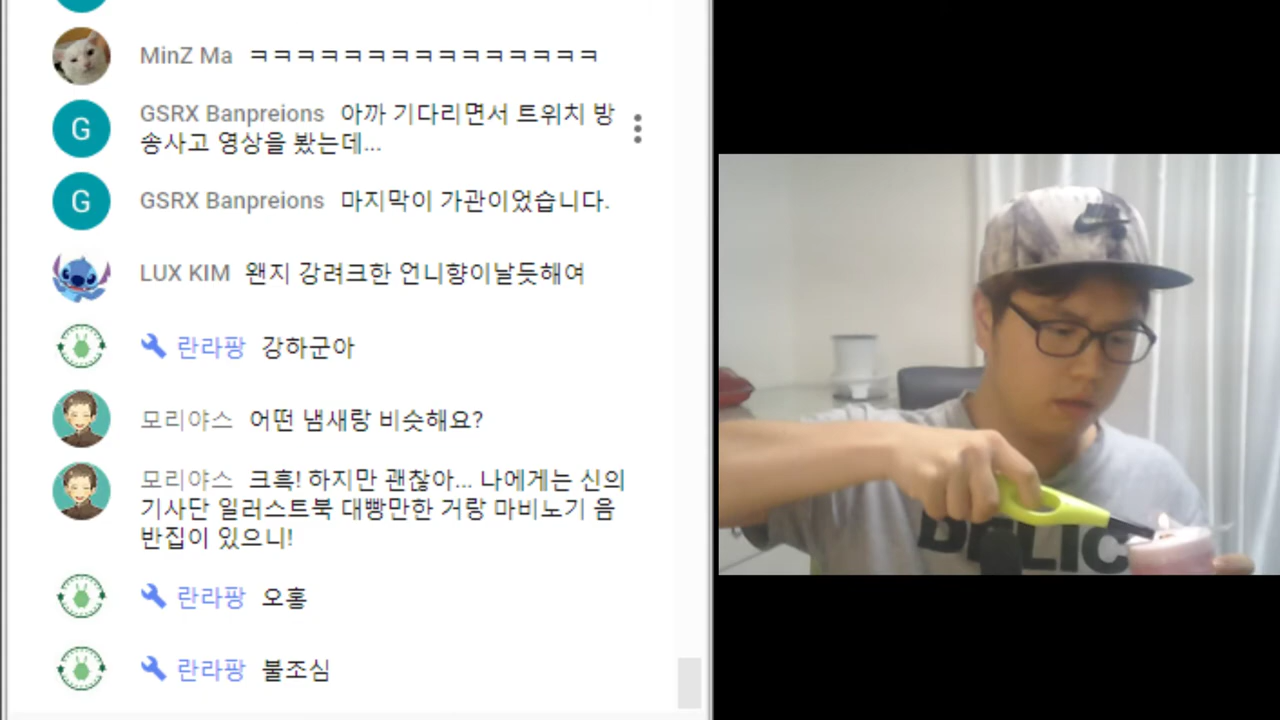 MinZ Ma ㅋㅋㅋㅋㅋㅋㅋㅋㅋㅋㅋㅋㅋㅋㅋ
G GSRX Banpreions 아까 기다리면서 트위치 방
송사고 영상을 봤는데...
G GSRX Banpreions 마지막이 가관이었습니다.
LUX KIM 왠지 강려크한 언니향이날듯해여
란라팡 강하군아
모리야스 어떤 냄새랑 비슷해요?
모리야스 크흑! 하지만 괜찮아... 나에게는 신의
기사단 일러스트북 대빵만한 거랑 마비노기 음
반집이 있으니!
란라팡 오홍
란라팡 불조심